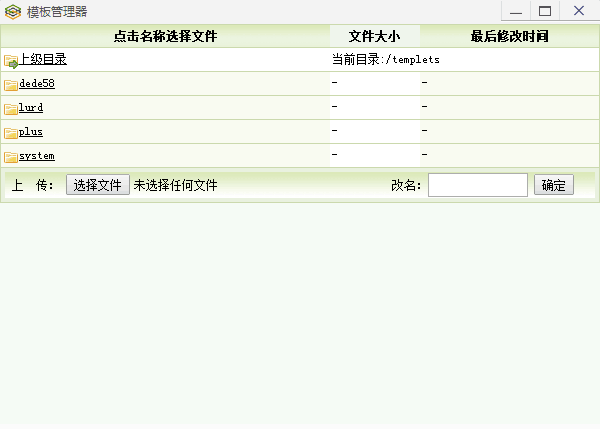 模板管理器
点击名称选择文件 文件大小 最后修改时间
上级目录 当前目录:/templets
dede58 - -
lurd - -
plus - -
system - -
上 传： 选择文件 未选择任何文件 改名： 确定